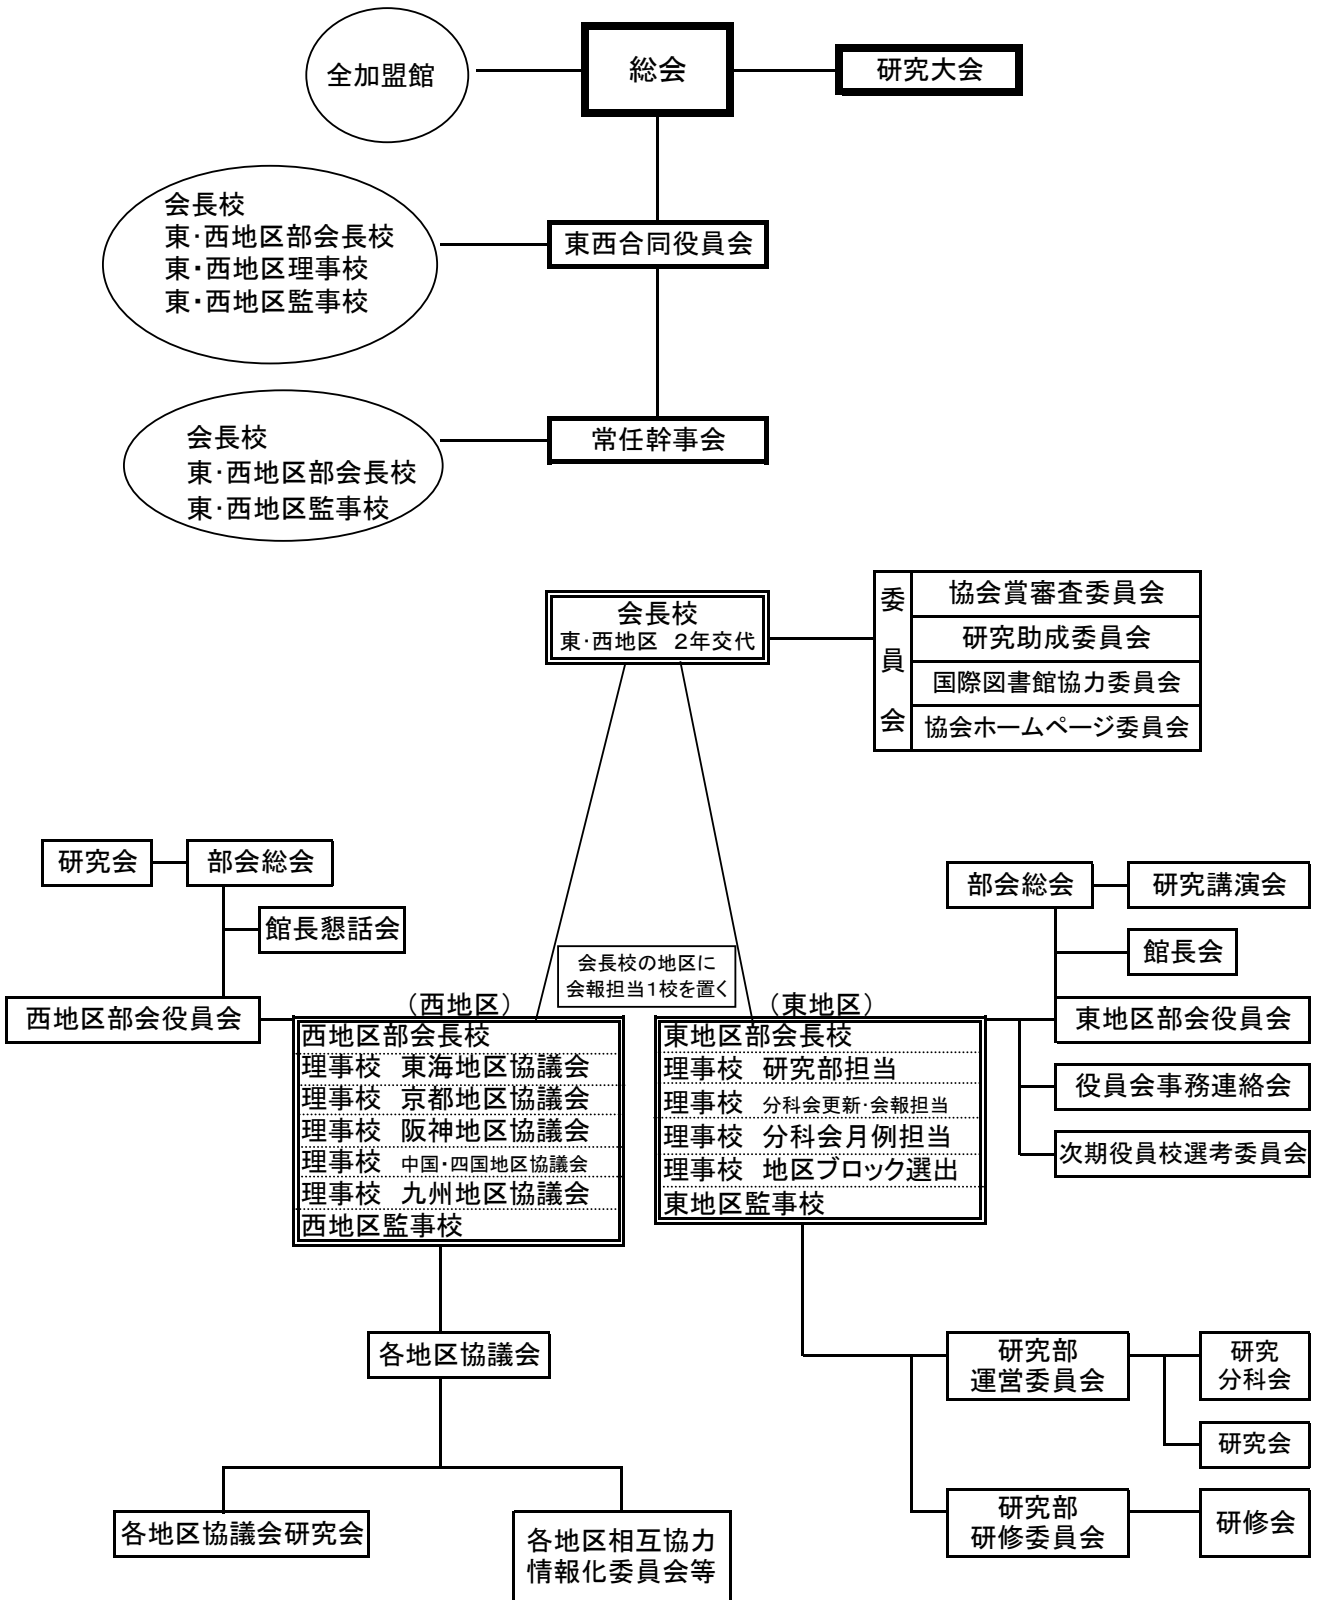 全加盟館
総会
研究大会
会長校
東・西地区部会長校
東・西地区理事校
東・西地区監事校
東西合同役員会
会長校
東・西地区部会長校
東・西地区監事校
常任幹事会
会長校
東・西地区 2年交代
委員会
協会賞審査委員会
研究助成委員会
国際図書館協力委員会
協会ホームページ委員会
研究会
部会総会
館長懇話会
西地区部会役員会
部会総会
研究講演会
館長会
東地区部会役員会
役員会事務連絡会
次期役員校選考委員会
会長校の地区に
会報担当1校を置く
（西地区）
西地区部会長校
理事校 東海地区協議会
理事校 京都地区協議会
理事校 阪神地区協議会
理事校 中国・四国地区協議会
理事校 九州地区協議会
西地区監事校
（東地区）
東地区部会長校
理事校 研究部担当
理事校 分科会更新・会報担当
理事校 分科会月例担当
理事校 地区ブロック選出
東地区監事校
各地区協議会
各地区協議会研究会
各地区相互協力
情報化委員会等
研究部
運営委員会
研究
分科会
研究会
研究部
研修委員会
研修会